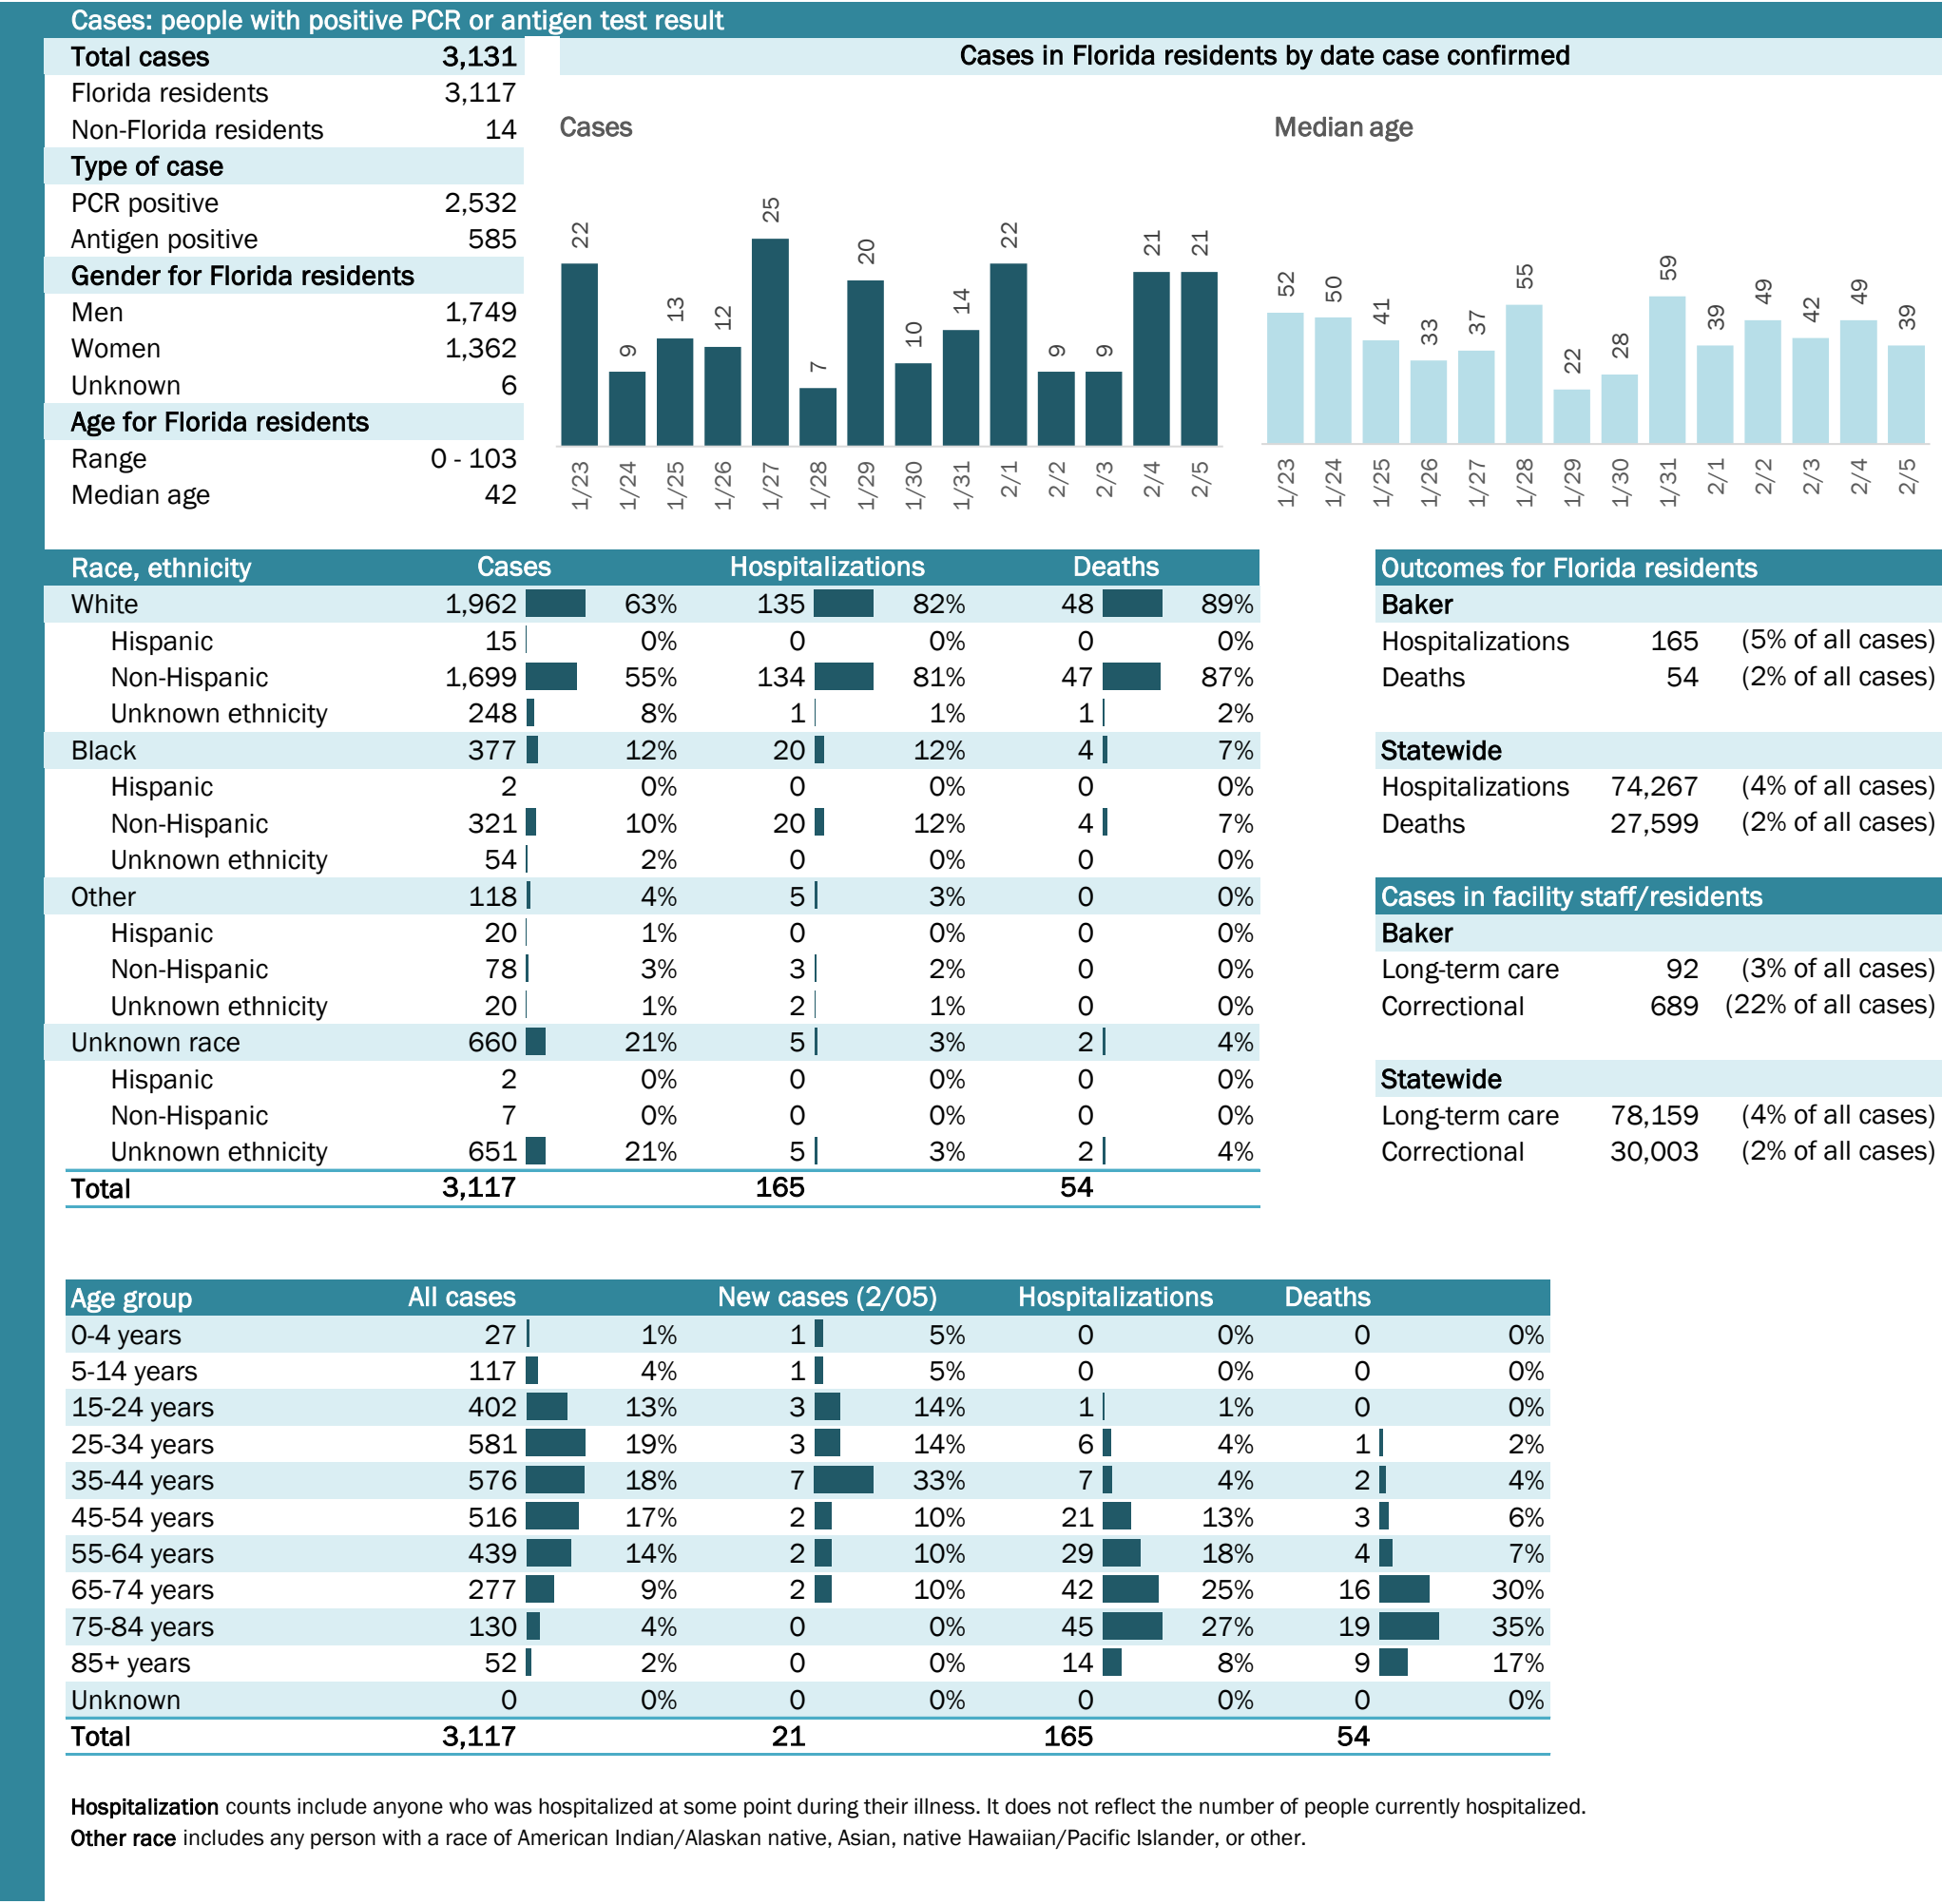 Cases: people with positive PCR or antigen test result
Total cases 3,131
Florida residents 3,117
Non-Florida residents 14
Type of case
PCR positive 2,532
Antigen positive 585
Gender for Florida residents
Men 1,749
Women 1,362
Unknown 6
Age for Florida residents
Range 0 - 103
Median age 42
Cases in Florida residents by date case confirmed
Cases
22 9 13 12 25 7 20 10 14 22 9 9 21 21
1/23 1/24 1/25 1/26 1/27 1/28 1/29 1/30 1/31 2/1 2/2 2/3 2/4 2/5
Median age
52 50 41 33 37 55 22 28 59 39 49 42 49 39
1/23 1/24 1/25 1/26 1/27 1/28 1/29 1/30 1/31 2/1 2/2 2/3 2/4 2/5
Race, ethnicity Cases Hospitalizations Deaths
White 1,962 63% 135 82% 48 89%
Hispanic 15 0% 0 0% 0 0%
Non-Hispanic 1,699 55% 134 81% 47 87%
Unknown ethnicity 248 8% 1 1% 1 2%
Black 377 12% 20 12% 4 7%
Hispanic 2 0% 0 0% 0 0%
Non-Hispanic 321 10% 20 12% 4 7%
Unknown ethnicity 54 2% 0 0% 0 0%
Other 118 4% 5 3% 0 0%
Hispanic 20 1% 0 0% 0 0%
Non-Hispanic 78 3% 3 2% 0 0%
Unknown ethnicity 20 1% 2 1% 0 0%
Unknown race 660 21% 5 3% 2 4%
Hispanic 2 0% 0 0% 0 0%
Non-Hispanic 7 0% 0 0% 0 0%
Unknown ethnicity 651 21% 5 3% 2 4%
Total 3,117 165 54
Outcomes for Florida residents
Baker
Hospitalizations 165 (5% of all cases)
Deaths 54 (2% of all cases)
Statewide
Hospitalizations 74,267 (4% of all cases)
Deaths 27,599 (2% of all cases)
Cases in facility staff/residents
Baker
Long-term care 92 (3% of all cases)
Correctional 689 (22% of all cases)
Statewide
Long-term care 78,159 (4% of all cases)
Correctional 30,003 (2% of all cases)
Age group All cases New cases (2/05) Hospitalizations Deaths
0-4 years 27 1% 1 5% 0 0% 0 0%
5-14 years 117 4% 1 5% 0 0% 0 0%
15-24 years 402 13% 3 14% 1 1% 0 0%
25-34 years 581 19% 3 14% 6 4% 1 2%
35-44 years 576 18% 7 33% 7 4% 2 4%
45-54 years 516 17% 2 10% 21 13% 3 6%
55-64 years 439 14% 2 10% 29 18% 4 7%
65-74 years 277 9% 2 10% 42 25% 16 30%
75-84 years 130 4% 0 0% 45 27% 19 35%
85+ years 52 2% 0 0% 14 8% 9 17%
Unknown 0 0% 0 0% 0 0% 0 0%
Total 3,117 21 165 54
Hospitalization counts include anyone who was hospitalized at some point during their illness. It does not reflect the number of people currently hospitalized.
Other race includes any person with a race of American Indian/Alaskan native, Asian, native Hawaiian/Pacific Islander, or other.